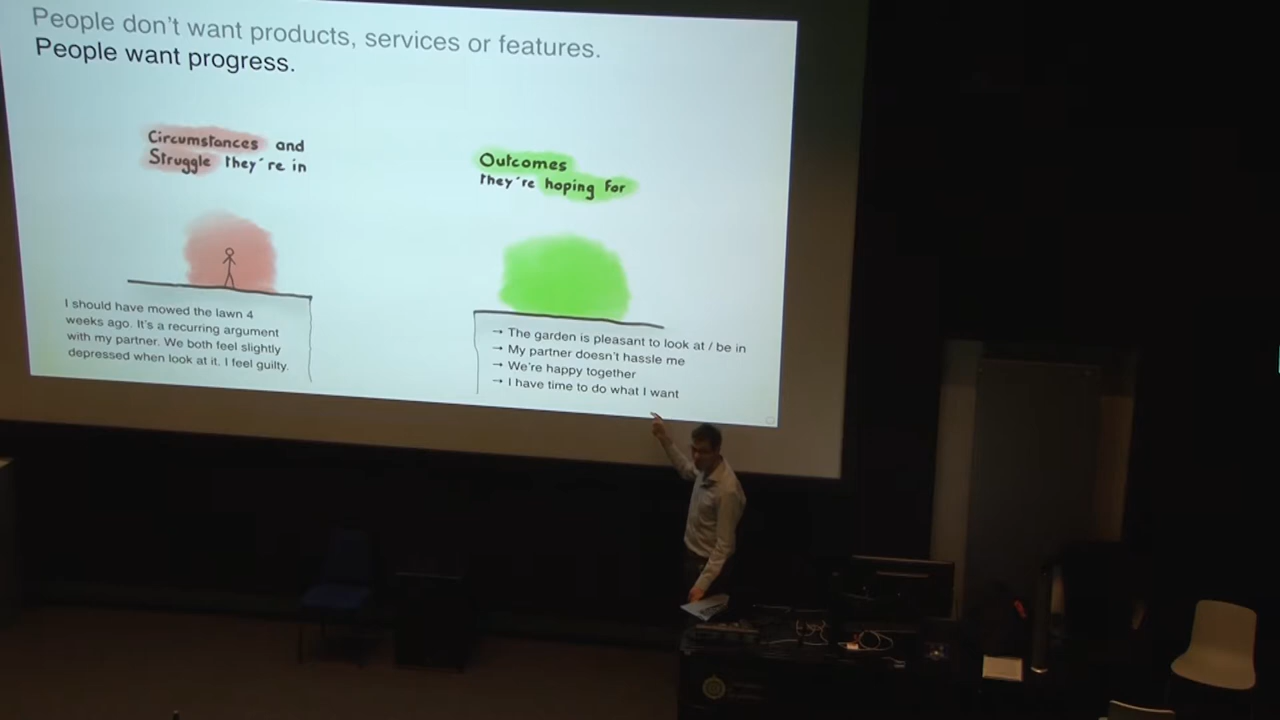 People don't want products, services or features.
People want progress.
Circumstances and
Struggle they're in
Outcomes
they're hoping for
I should have mowed the lawn 4
weeks ago. It's a recurring argument
with my partner. We both feel slightly
depressed when look at it. I feel guilty.
→ The garden is pleasant to look at / be in
→ My partner doesn't hassle me
→ We're happy together
→ I have time to do what I want